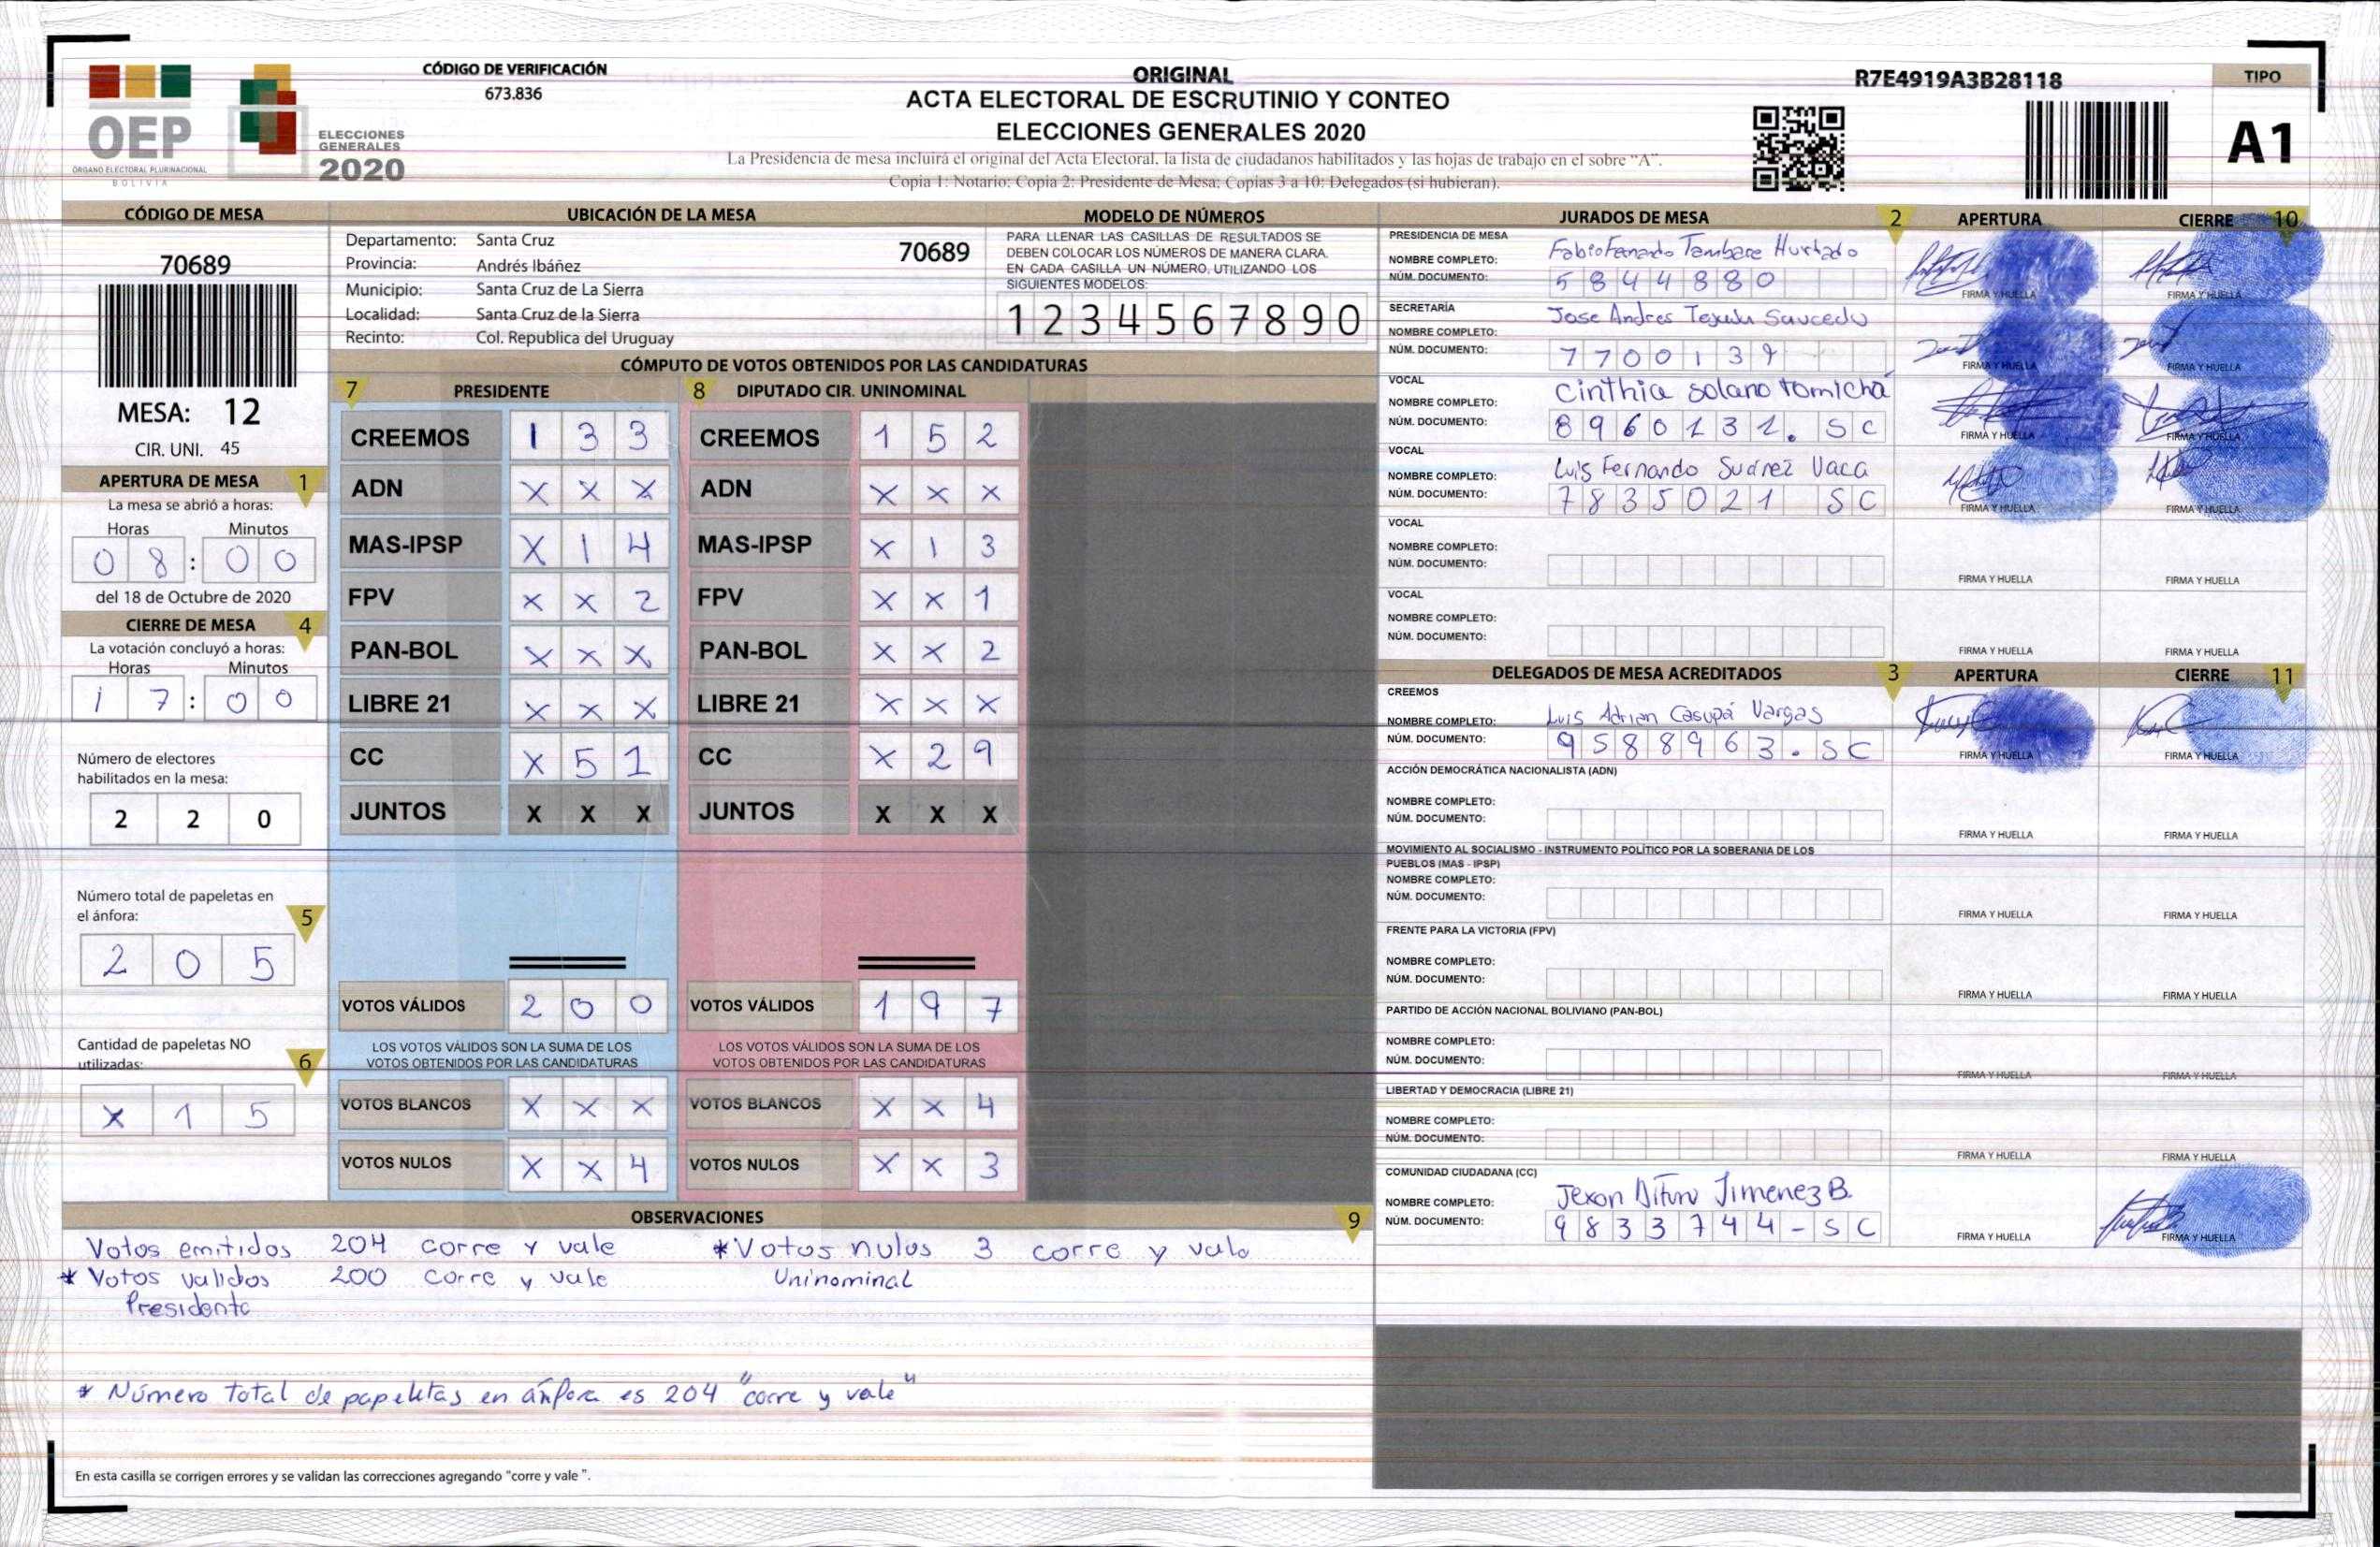 CÓDIGO DE VERIFICACIÓN
673.836
ORIGINAL
ACTA ELECTORAL DE ESCRUTINIO Y CONTEO
ELECCIONES GENERALES 2020
La Presidencia de mesa incluirá el original del Acta Electoral, la lista de ciudadanos habilitados y las hojas de trabajo en el sobre "A".
Copia 1: Notario; Copia 2: Presidente de Mesa; Copias 3 a 10: Delegados (si hubieran).
R7E4919A3B28118
TIPO
A1
OEP
ÓRGANO ELECTORAL PLURINACIONAL
BOLIVIA
ELECCIONES
GENERALES
2020
CÓDIGO DE MESA
70689
MESA: 12
CIR. UNI. 45
APERTURA DE MESA 1
La mesa se abrió a horas:
Horas Minutos
0 8 : 0 0
del 18 de Octubre de 2020
CIERRE DE MESA 4
La votación concluyó a horas:
Horas Minutos
1 7 : 0 0
Número de electores
habilitados en la mesa:
2 2 0
Número total de papeletas en
el ánfora: 5
2 0 5
Cantidad de papeletas NO
utilizadas: 6
X 1 5
UBICACIÓN DE LA MESA
Departamento: Santa Cruz
70689
Provincia: Andrés Ibáñez
Municipio: Santa Cruz de La Sierra
Localidad: Santa Cruz de la Sierra
Recinto: Col. Republica del Uruguay
MODELO DE NÚMEROS
PARA LLENAR LAS CASILLAS DE RESULTADOS SE
DEBEN COLOCAR LOS NÚMEROS DE MANERA CLARA.
EN CADA CASILLA UN NÚMERO, UTILIZANDO LOS
SIGUIENTES MODELOS:
1 2 3 4 5 6 7 8 9 0
CÓMPUTO DE VOTOS OBTENIDOS POR LAS CANDIDATURAS
7 PRESIDENTE 8 DIPUTADO CIR. UNINOMINAL
CREEMOS 1 3 3 CREEMOS 1 5 2
ADN X X X ADN X X X
MAS-IPSP X 1 4 MAS-IPSP X 1 3
FPV X X 2 FPV X X 1
PAN-BOL X X X PAN-BOL X X 2
LIBRE 21 X X X LIBRE 21 X X X
CC X 5 1 CC X 2 9
JUNTOS X X X JUNTOS X X X
VOTOS VÁLIDOS 2 0 0 VOTOS VÁLIDOS 1 9 7
LOS VOTOS VÁLIDOS SON LA SUMA DE LOS LOS VOTOS VÁLIDOS SON LA SUMA DE LOS
VOTOS OBTENIDOS POR LAS CANDIDATURAS VOTOS OBTENIDOS POR LAS CANDIDATURAS
VOTOS BLANCOS X X X VOTOS BLANCOS X X 4
VOTOS NULOS X X 4 VOTOS NULOS X X 3
OBSERVACIONES 9
Votos emitidos 204 corre y vale * Votos nulos 3 corre y vale
* Votos validos 200 corre y vale Uninominal
Presidente
* Número total de papeletas en ánfora es 204 "corre y vale"
En esta casilla se corrigen errores y se validan las correcciones agregando "corre y vale ".
JURADOS DE MESA 2 APERTURA CIERRE 10
PRESIDENCIA DE MESA
NOMBRE COMPLETO: Fabio Fernando Tambare Hurtado
NÚM. DOCUMENTO: 5 8 4 4 8 8 0
FIRMA Y HUELLA FIRMA Y HUELLA
SECRETARÍA
NOMBRE COMPLETO: Jose Andres Saucedo
NÚM. DOCUMENTO: 7 7 0 0 1 3 9
FIRMA Y HUELLA FIRMA Y HUELLA
VOCAL
NOMBRE COMPLETO: Cinthia solano tomichá
NÚM. DOCUMENTO: 8 9 6 0 1 3 1 . S C
FIRMA Y HUELLA FIRMA Y HUELLA
VOCAL
NOMBRE COMPLETO: Luis Fernando Suárez Vaca
NÚM. DOCUMENTO: 7 8 3 5 0 2 1 S C
FIRMA Y HUELLA FIRMA Y HUELLA
VOCAL
NOMBRE COMPLETO:
NÚM. DOCUMENTO:
FIRMA Y HUELLA FIRMA Y HUELLA
VOCAL
NOMBRE COMPLETO:
NÚM. DOCUMENTO:
FIRMA Y HUELLA FIRMA Y HUELLA
DELEGADOS DE MESA ACREDITADOS 3 APERTURA CIERRE 11
CREEMOS
NOMBRE COMPLETO: Luis Adrian Casupá Vargas
NÚM. DOCUMENTO: 9 5 8 8 9 6 3 . S C
FIRMA Y HUELLA FIRMA Y HUELLA
ACCIÓN DEMOCRÁTICA NACIONALISTA (ADN)
NOMBRE COMPLETO:
NÚM. DOCUMENTO:
FIRMA Y HUELLA FIRMA Y HUELLA
MOVIMIENTO AL SOCIALISMO - INSTRUMENTO POLÍTICO POR LA SOBERANIA DE LOS
PUEBLOS (MAS - IPSP)
NOMBRE COMPLETO:
NÚM. DOCUMENTO:
FIRMA Y HUELLA FIRMA Y HUELLA
FRENTE PARA LA VICTORIA (FPV)
NOMBRE COMPLETO:
NÚM. DOCUMENTO:
FIRMA Y HUELLA FIRMA Y HUELLA
PARTIDO DE ACCIÓN NACIONAL BOLIVIANO (PAN-BOL)
NOMBRE COMPLETO:
NÚM. DOCUMENTO:
FIRMA Y HUELLA FIRMA Y HUELLA
LIBERTAD Y DEMOCRACIA (LIBRE 21)
NOMBRE COMPLETO:
NÚM. DOCUMENTO:
FIRMA Y HUELLA FIRMA Y HUELLA
COMUNIDAD CIUDADANA (CC)
NOMBRE COMPLETO: Jexon Jimenez B.
NÚM. DOCUMENTO: 9 8 3 3 7 4 4 - S C
FIRMA Y HUELLA FIRMA Y HUELLA